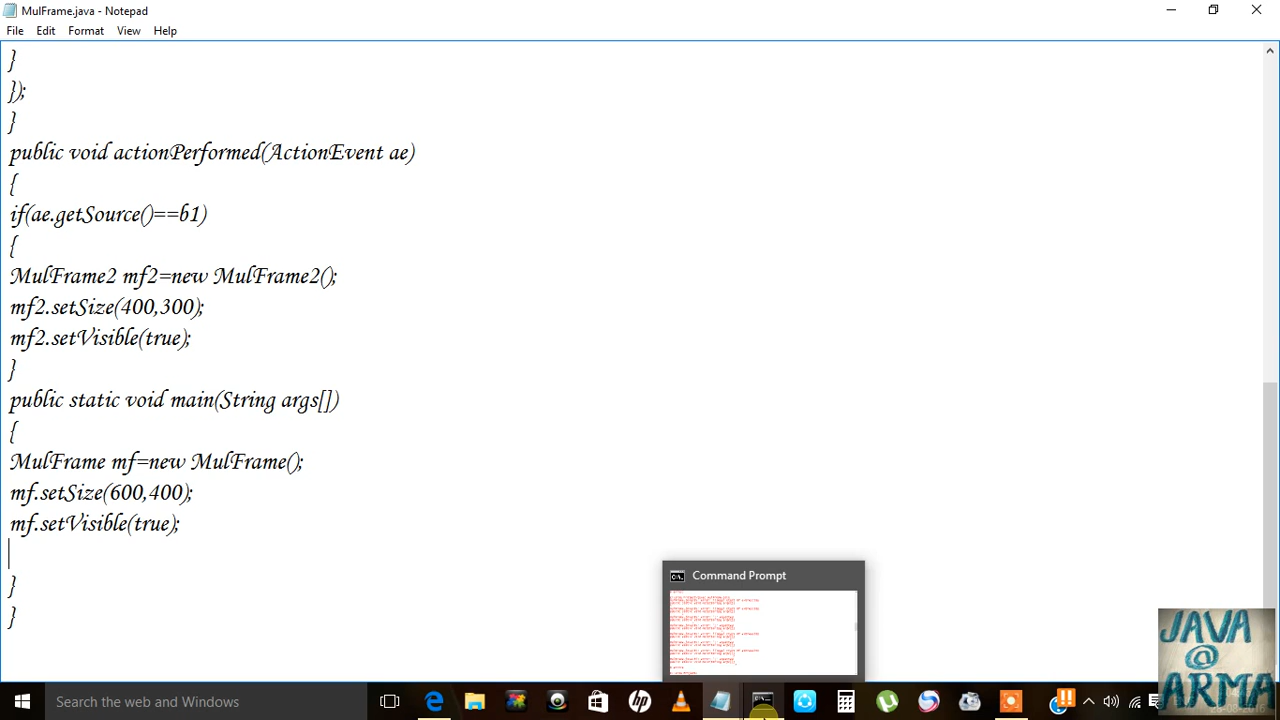 MulFrame.java - Notepad
File Edit Format View Help
}
});
}
public void actionPerformed(ActionEvent ae)
{
if(ae.getSource()==b1)
{
MulFrame2 mf2=new MulFrame2();
mf2.setSize(400,300);
mf2.setVisible(true);
}
public static void main(String args[])
{
MulFrame mf=new MulFrame();
mf.setSize(600,400);
mf.setVisible(true);
}
}
Command Prompt
JAVA
@
ARMA
Search the web and Windows